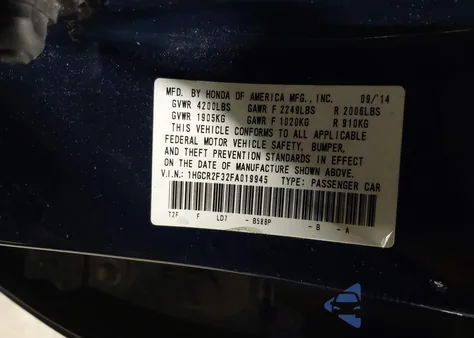 MFD. BY HONDA OF AMERICA MFG., INC. 09/'14
GVWR 4200LBS GAWR F 2249LBS R 2006LBS
GVWR 1905KG GAWR F 1020KG R 910KG
THIS VEHICLE CONFORMS TO ALL APPLICABLE
FEDERAL MOTOR VEHICLE SAFETY, BUMPER,
AND THEFT PREVENTION STANDARDS IN EFFECT
ON THE DATE OF MANUFACTURE SHOWN ABOVE.
V.I.N.: 1HGCR2F32FA019945 TYPE: PASSENGER CAR
T2F F LD7 -B588P -B -A